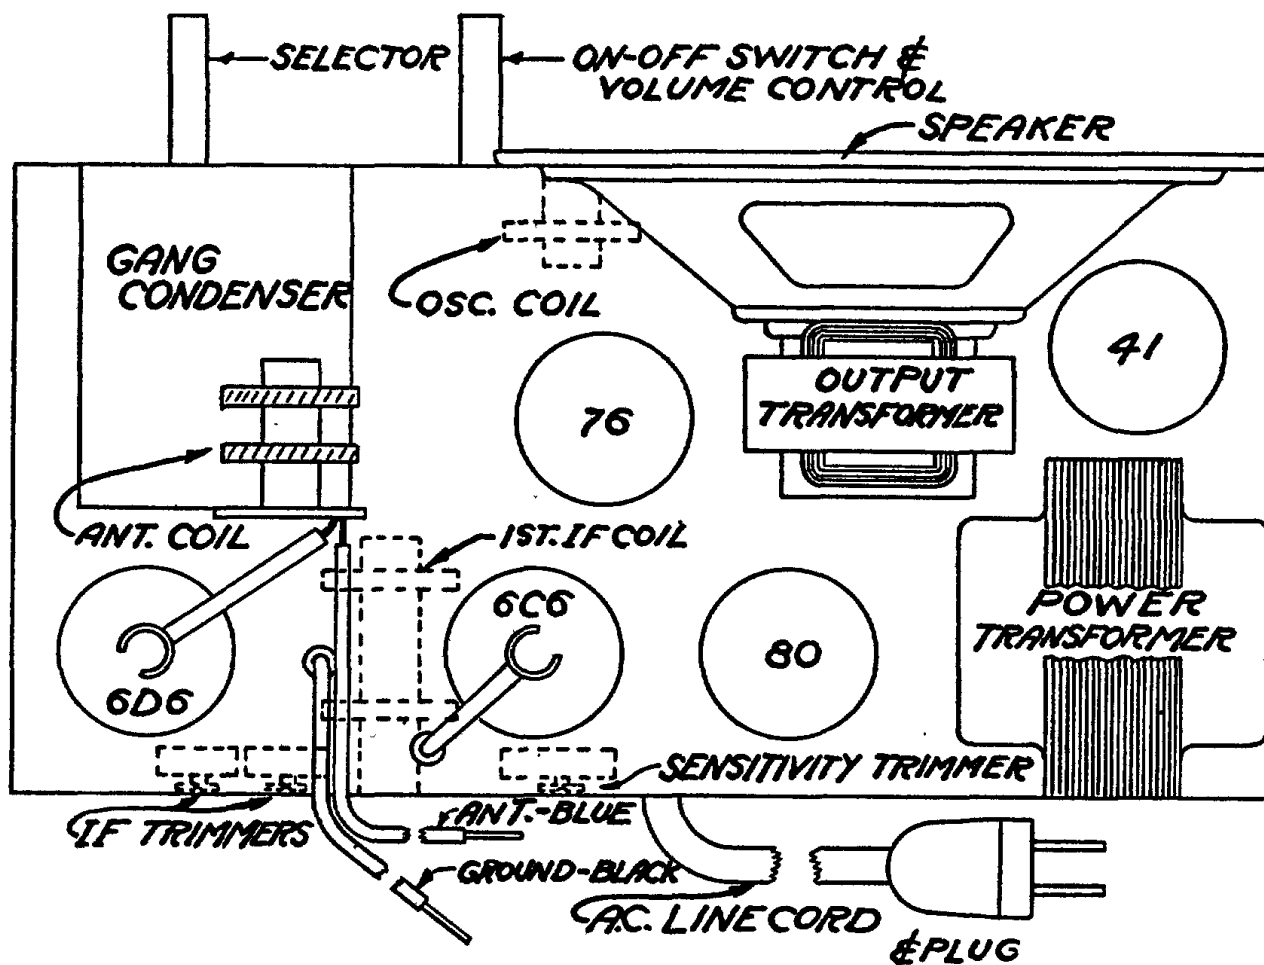 SELECTOR
ON-OFF SWITCH &
VOLUME CONTROL
SPEAKER
GANG
CONDENSER
OSC. COIL
41
76
OUTPUT
TRANSFORMER
ANT. COIL
1ST. IF COIL
6C6
POWER
TRANSFORMER
80
6D6
SENSITIVITY TRIMMER
IF TRIMMERS
ANT.-BLUE
GROUND-BLACK
A.C. LINE CORD
& PLUG